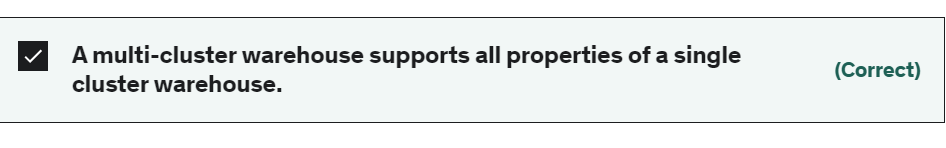 A multi-cluster warehouse supports all properties of a single
cluster warehouse.
(Correct)